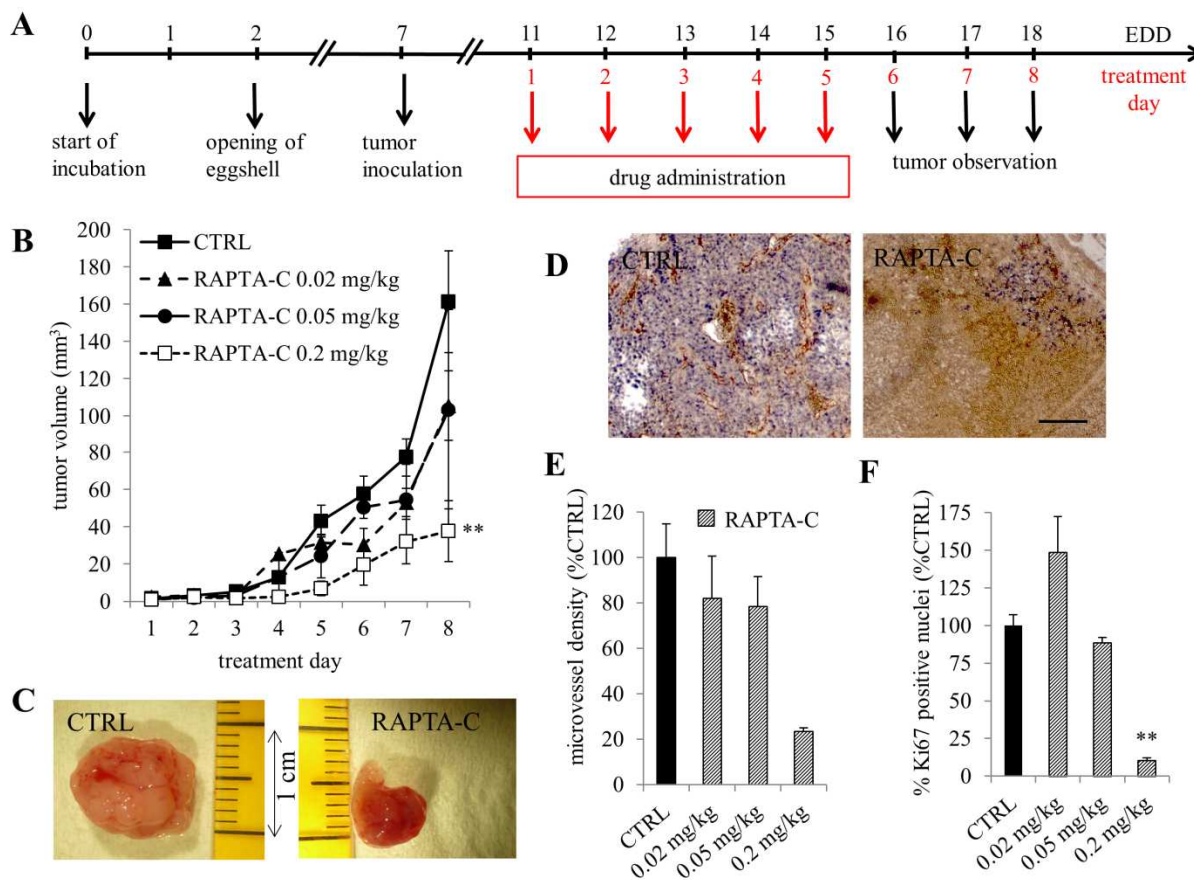 A
0 1 2 7 11 12 13 14 15 16 17 18 EDD
1 2 3 4 5 6 7 8 treatment
day
start of
incubation
opening of
eggshell
tumor
inoculation
drug administration
tumor observation
B
tumor volume (mm³)
200
180
160
140
120
100
80
60
40
20
0
CTRL
RAPTA-C 0.02 mg/kg
RAPTA-C 0.05 mg/kg
RAPTA-C 0.2 mg/kg
**
1 2 3 4 5 6 7 8
treatment day
C
CTRL
1 cm
RAPTA-C
D
CTRL
RAPTA-C
E
microvessel density (%CTRL)
120
100
80
60
40
20
0
RAPTA-C
CTRL
0.02 mg/kg
0.05 mg/kg
0.2 mg/kg
F
% Ki67 positive nuclei (%CTRL)
175
150
125
100
75
50
25
0
**
CTRL
0.02 mg/kg
0.05 mg/kg
0.2 mg/kg